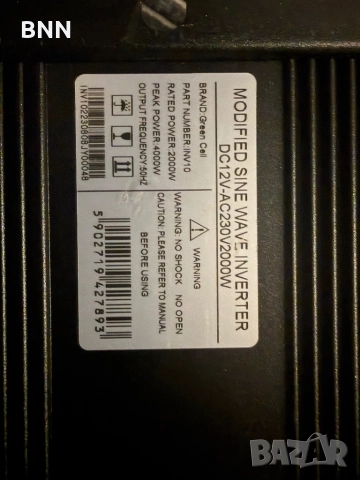 BNN
MODIFIED SINE WAVE INVERTER
DC12V-AC230V2000W
BRAND:Green Cell
PART NUMBER:INV10
RATED POWER:2000W
PEAK POWER:4000W
OUTPUT FREQUENCY:50HZ
WARNING
WARNING: NO SHOCK NO OPEN
CAUTION: PLEASE REFER TO MANUAL
BEFORE USING
5902719427893
BAZAR